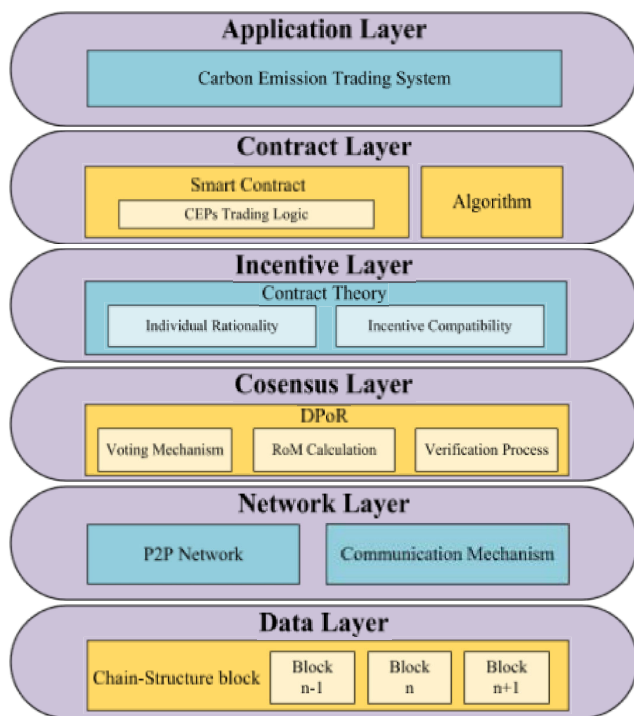 Application Layer
Carbon Emission Trading System
Contract Layer
Smart Contract
CEPs Trading Logic
Algorithm
Incentive Layer
Contract Theory
Individual Rationality
Incentive Compatibility
Cosensus Layer
DPoR
Voting Mechanism
RoM Calculation
Verification Process
Network Layer
P2P Network
Communication Mechanism
Data Layer
Chain-Structure block
Block
n-1
Block
n
Block
n+1